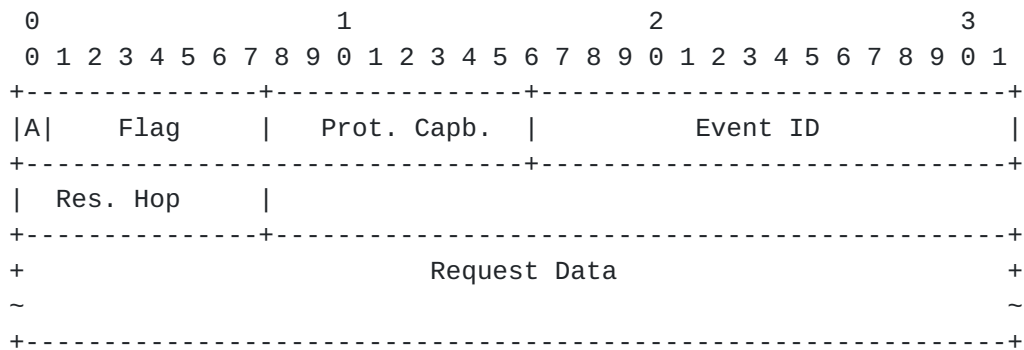 0                   1                   2                   3
 0 1 2 3 4 5 6 7 8 9 0 1 2 3 4 5 6 7 8 9 0 1 2 3 4 5 6 7 8 9 0 1
+---------------+----------------+------------------------------+
|A|    Flag     |   Prot. Capb.  |          Event ID            |
+--------------------------------+------------------------------+
|  Res. Hop     |
+---------------+-----------------------------------------------+
+                          Request Data                         +
~                                                               ~
+---------------------------------------------------------------+